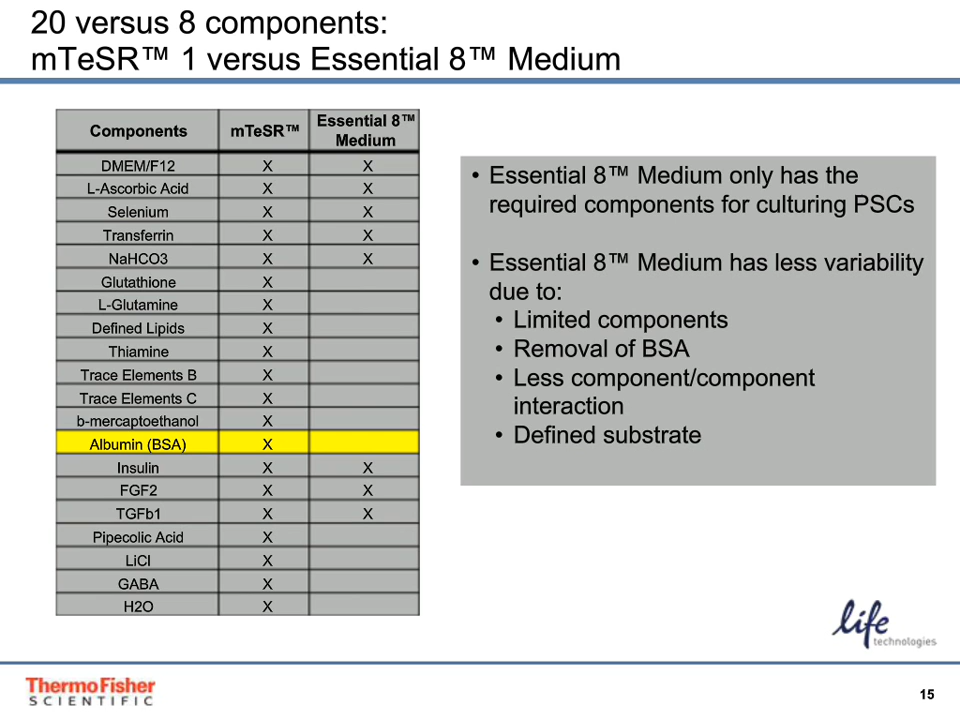 20 versus 8 components:
mTeSR™ 1 versus Essential 8™ Medium
Components mTeSR™ Essential 8™ Medium
DMEM/F12 X X
L-Ascorbic Acid X X
Selenium X X
Transferrin X X
NaHCO3 X X
Glutathione X
L-Glutamine X
Defined Lipids X
Thiamine X
Trace Elements B X
Trace Elements C X
b-mercaptoethanol X
Albumin (BSA) X
Insulin X X
FGF2 X X
TGFb1 X X
Pipecolic Acid X
LiCl X
GABA X
H2O X
• Essential 8™ Medium only has the
required components for culturing PSCs
• Essential 8™ Medium has less variability
due to:
• Limited components
• Removal of BSA
• Less component/component
interaction
• Defined substrate
life
technologies
ThermoFisher
SCIENTIFIC
15